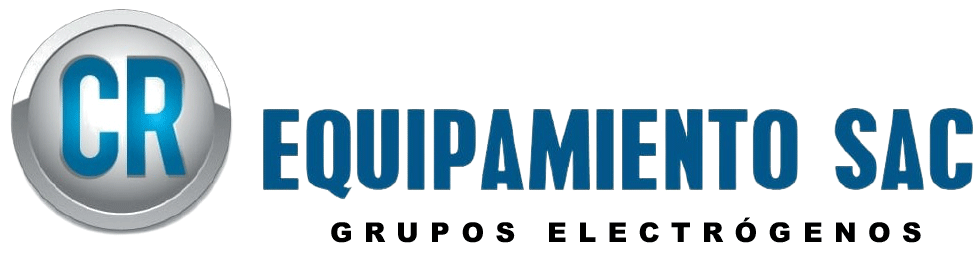 CR
EQUIPAMIENTO SAC
GRUPOS ELECTRÓGENOS